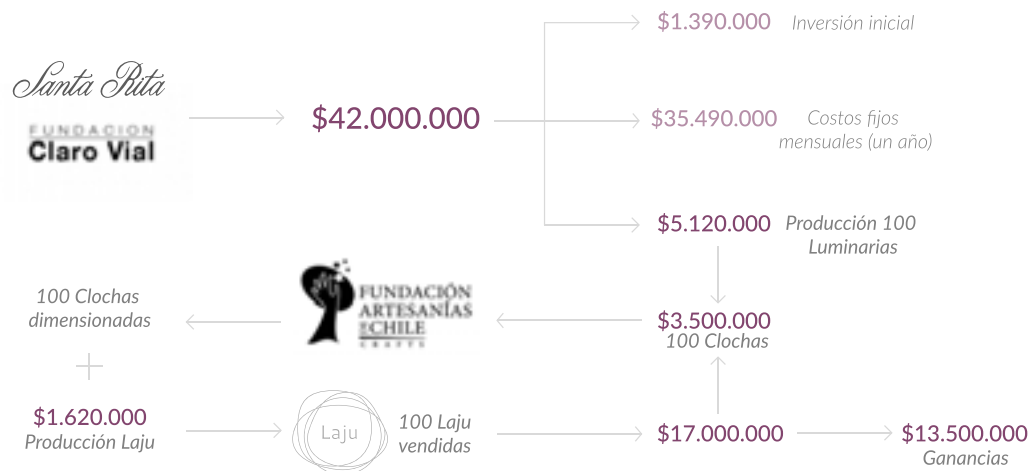 $1.390.000 Inversión inicial
Santa Rita
FUNDACION
Claro Vial
$42.000.000
$35.490.000 Costos fijos
mensuales (un año)
$5.120.000 Producción 100
Luminarias
100 Clochas
dimensionadas
FUNDACIÓN
ARTESANÍAS
DE CHILE
CRAFTS
$3.500.000
100 Clochas
$1.620.000
Producción Laju
Laju
100 Laju
vendidas
$17.000.000
$13.500.000
Ganancias